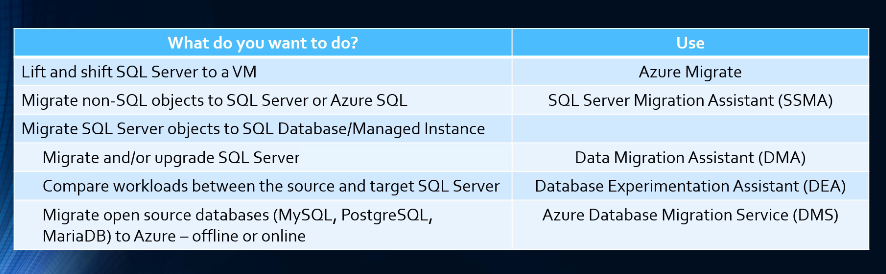 What do you want to do? Use
Lift and shift SQL Server to a VM Azure Migrate
Migrate non-SQL objects to SQL Server or Azure SQL SQL Server Migration Assistant (SSMA)
Migrate SQL Server objects to SQL Database/Managed Instance
Migrate and/or upgrade SQL Server Data Migration Assistant (DMA)
Compare workloads between the source and target SQL Server Database Experimentation Assistant (DEA)
Migrate open source databases (MySQL, PostgreSQL, Azure Database Migration Service (DMS)
MariaDB) to Azure – offline or online